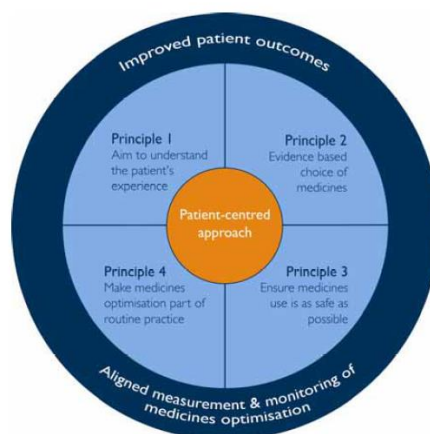 Improved patient outcomes
Principle 1
Aim to understand
the patient's
experience
Principle 2
Evidence based
choice of
medicines
Patient-centred
approach
Principle 4
Make medicines
optimisation part of
routine practice
Principle 3
Ensure medicines
use is as safe as
possible
Aligned measurement & monitoring of
medicines optimisation